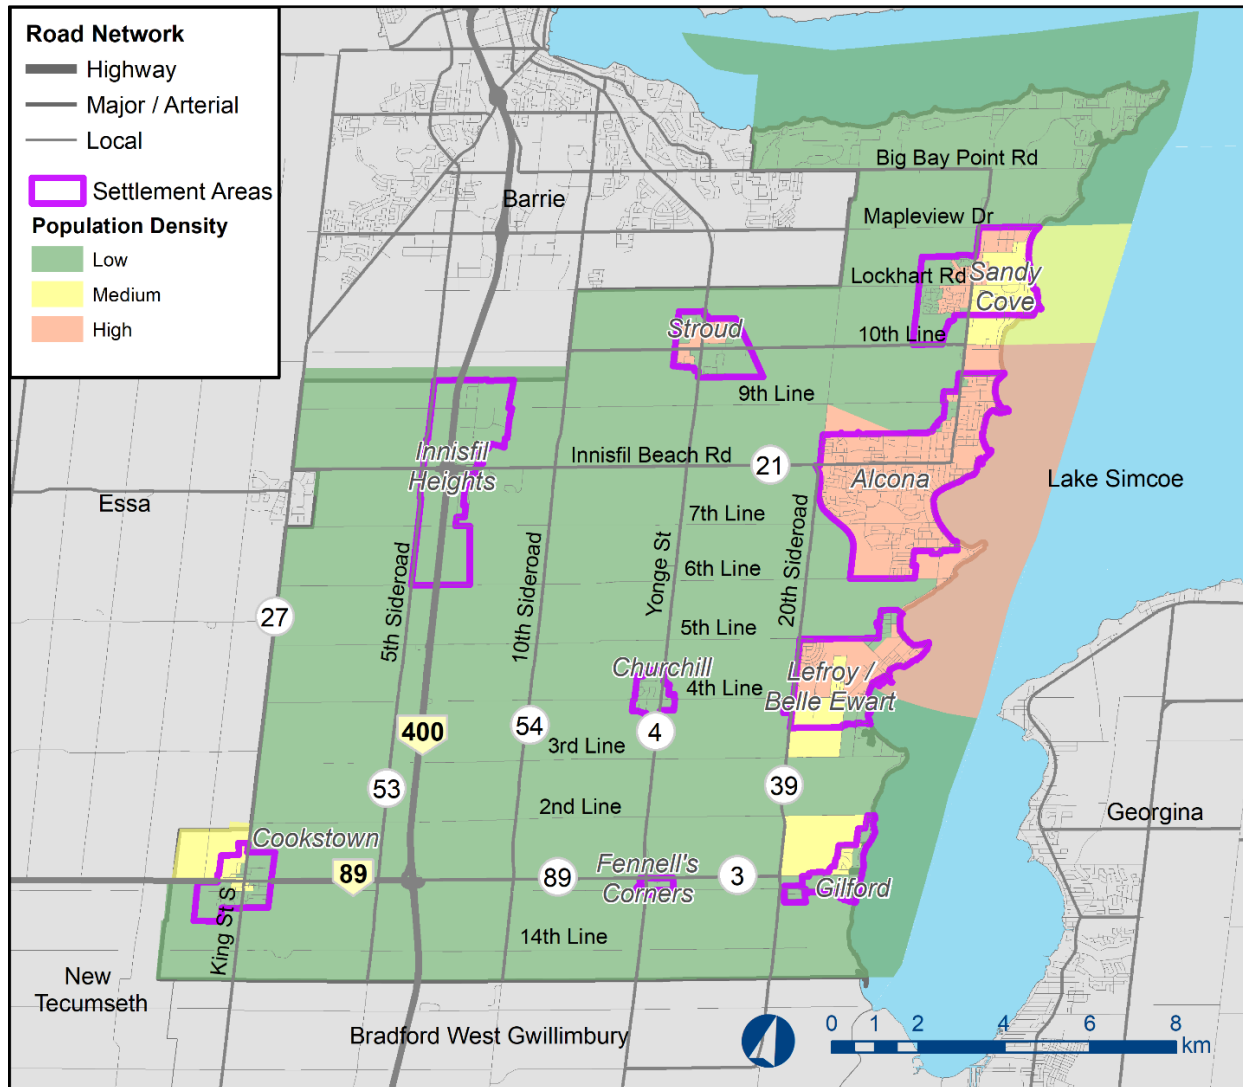 Road Network
Highway
Major / Arterial
Local
Settlement Areas
Population Density
Low
Medium
High
Big Bay Point Rd
Barrie
Mapleview Dr
Lockhart Rd
Sandy
Cove
Stroud
10th Line
9th Line
Innisfil
Heights
Innisfil Beach Rd
21
Alcona
Lake Simcoe
Essa
7th Line
6th Line
5th Sideroad
10th Sideroad
Yonge St
20th Sideroad
27
5th Line
Churchill
4th Line
Lefroy /
Belle Ewart
400
54
4
3rd Line
53
39
2nd Line
Georgina
Cookstown
89
89
Fennell's
Corners
3
Gilford
King St S
14th Line
New
Tecumseth
Bradford West Gwillimbury
0 1 2 4 6 8
km